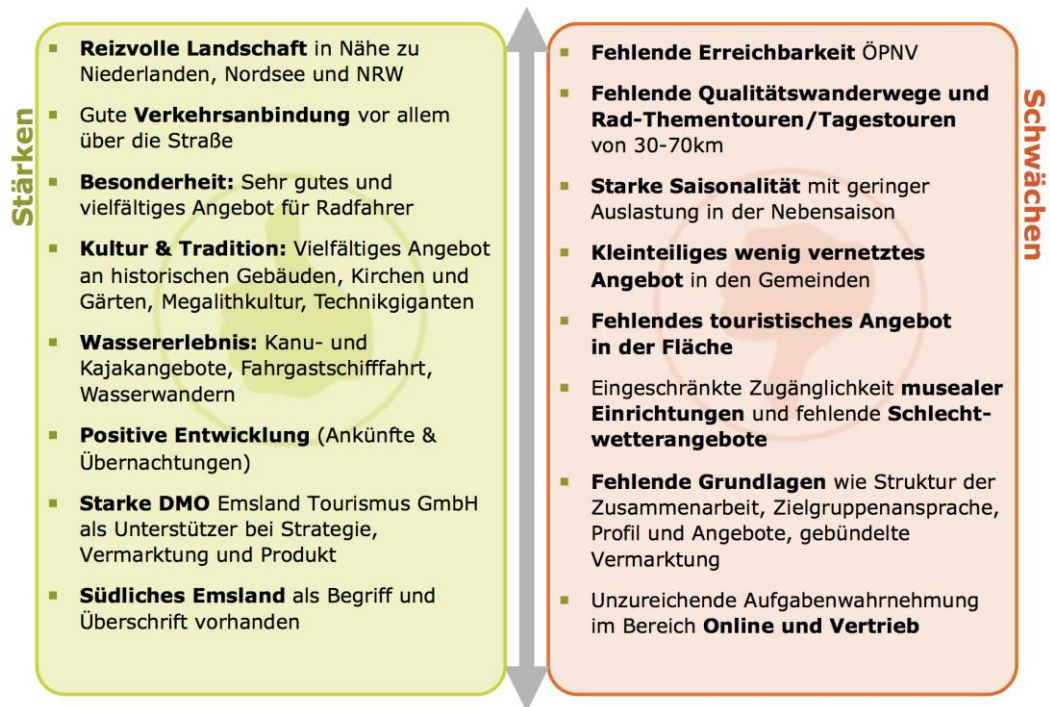 Stärken
▪ Reizvolle Landschaft in Nähe zu
Niederlanden, Nordsee und NRW
▪ Gute Verkehrsanbindung vor allem
über die Straße
▪ Besonderheit: Sehr gutes und
vielfältiges Angebot für Radfahrer
▪ Kultur & Tradition: Vielfältiges Angebot
an historischen Gebäuden, Kirchen und
Gärten, Megalithkultur, Technikgiganten
▪ Wassererlebnis: Kanu- und
Kajakangebote, Fahrgastschifffahrt,
Wasserwandern
▪ Positive Entwicklung (Ankünfte &
Übernachtungen)
▪ Starke DMO Emsland Tourismus GmbH
als Unterstützer bei Strategie,
Vermarktung und Produkt
▪ Südliches Emsland als Begriff und
Überschrift vorhanden
Schwächen
▪ Fehlende Erreichbarkeit ÖPNV
▪ Fehlende Qualitätswanderwege und
Rad-Thementouren/Tagestouren
von 30-70km
▪ Starke Saisonalität mit geringer
Auslastung in der Nebensaison
▪ Kleinteiliges wenig vernetztes
Angebot in den Gemeinden
▪ Fehlendes touristisches Angebot
in der Fläche
▪ Eingeschränkte Zugänglichkeit musealer
Einrichtungen und fehlende Schlecht-
wetterangebote
▪ Fehlende Grundlagen wie Struktur der
Zusammenarbeit, Zielgruppenansprache,
Profil und Angebote, gebündelte
Vermarktung
▪ Unzureichende Aufgabenwahrnehmung
im Bereich Online und Vertrieb